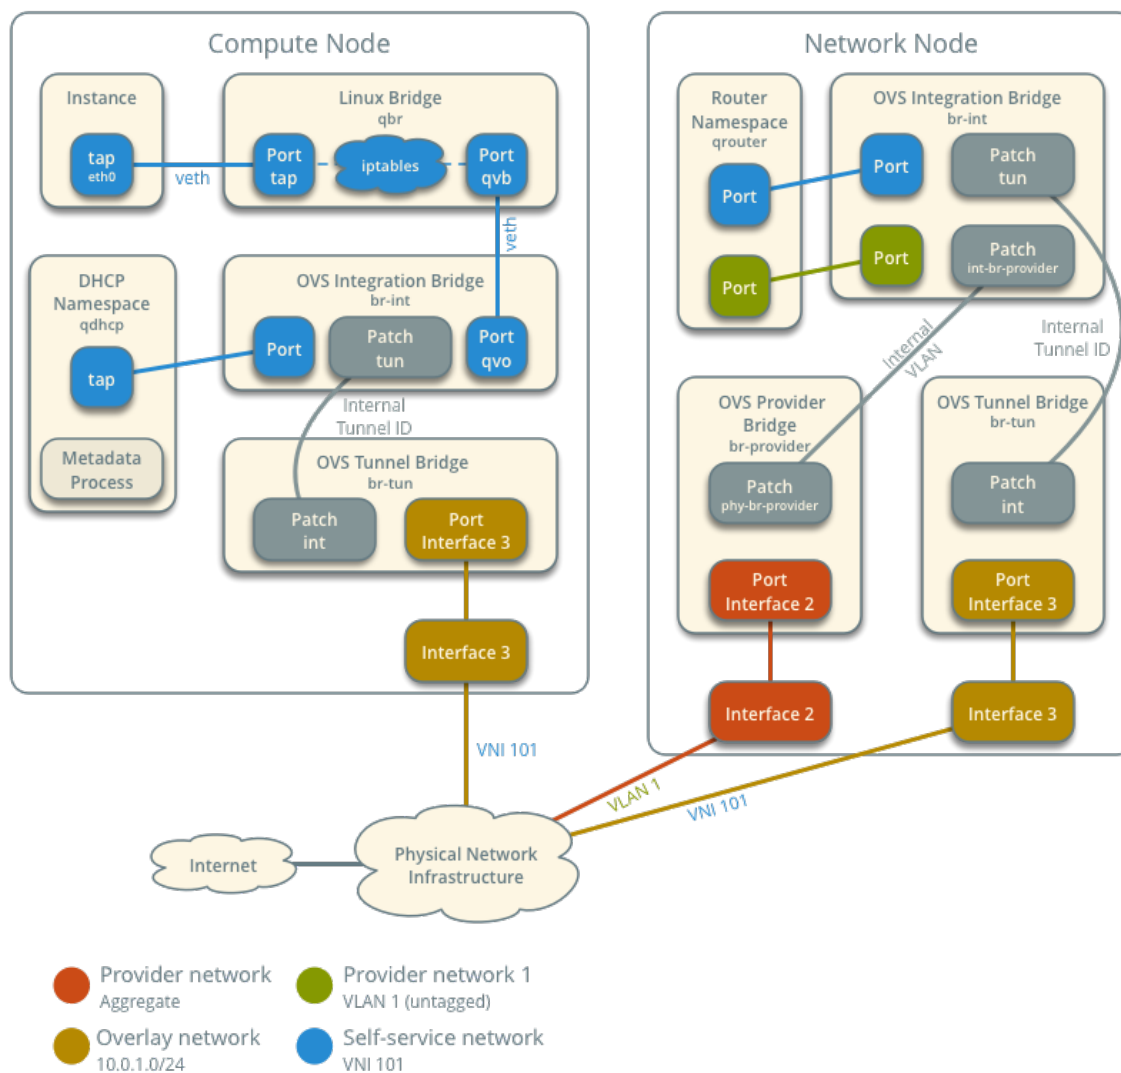 Compute Node
Instance
tap
eth0
veth
Linux Bridge
qbr
Port
tap
iptables
Port
qvb
veth
DHCP
Namespace
qdhcp
tap
Metadata
Process
OVS Integration Bridge
br-int
Port
Patch
tun
Port
qvo
Internal
Tunnel ID
OVS Tunnel Bridge
br-tun
Patch
int
Port
Interface 3
Interface 3
VNI 101
Network Node
Router
Namespace
qrouter
Port
Port
OVS Integration Bridge
br-int
Port
Patch
tun
Port
Patch
int-br-provider
Internal
VLAN
Internal
Tunnel ID
OVS Provider
Bridge
br-provider
Patch
phy-br-provider
Port
Interface 2
Interface 2
OVS Tunnel Bridge
br-tun
Patch
int
Port
Interface 3
Interface 3
VLAN 1
VNI 101
Internet
Physical Network
Infrastructure
Provider network
Aggregate
Provider network 1
VLAN 1 (untagged)
Overlay network
10.0.1.0/24
Self-service network
VNI 101